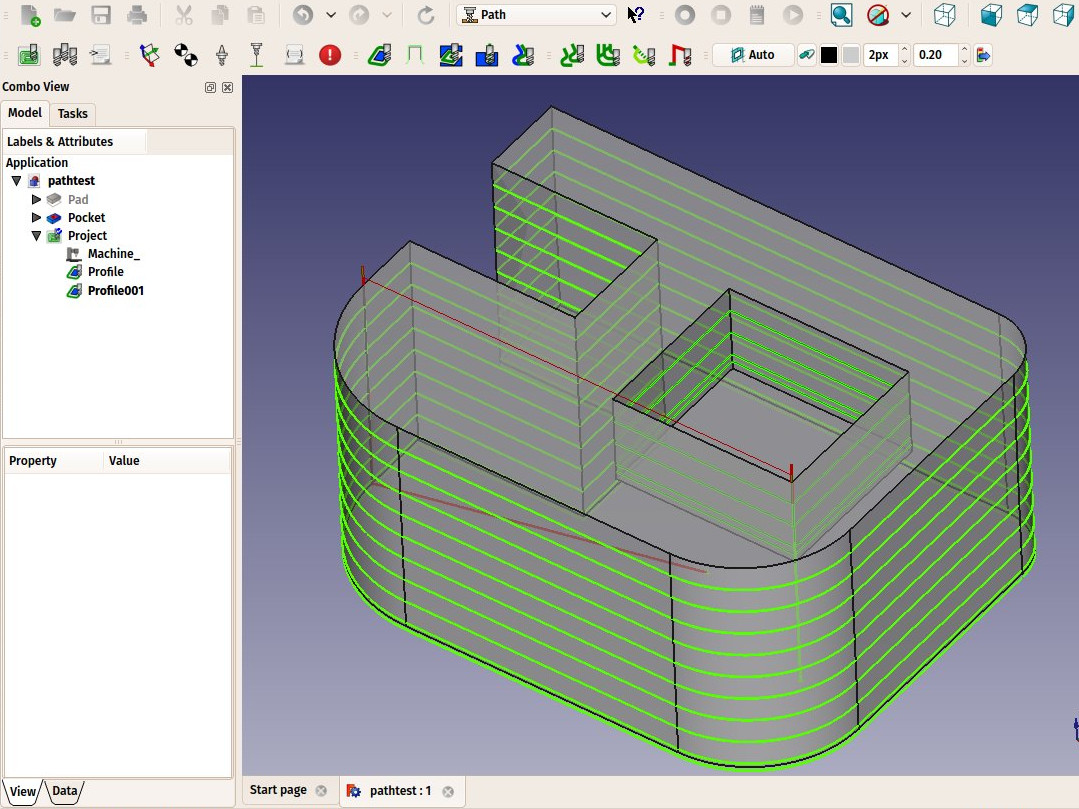 Path
Auto
2px
0.20
Combo View
Model
Tasks
Labels & Attributes
Application
pathtest
Pad
Pocket
Project
Machine_
Profile
Profile001
Property
Value
View
Data
Start page
pathtest : 1